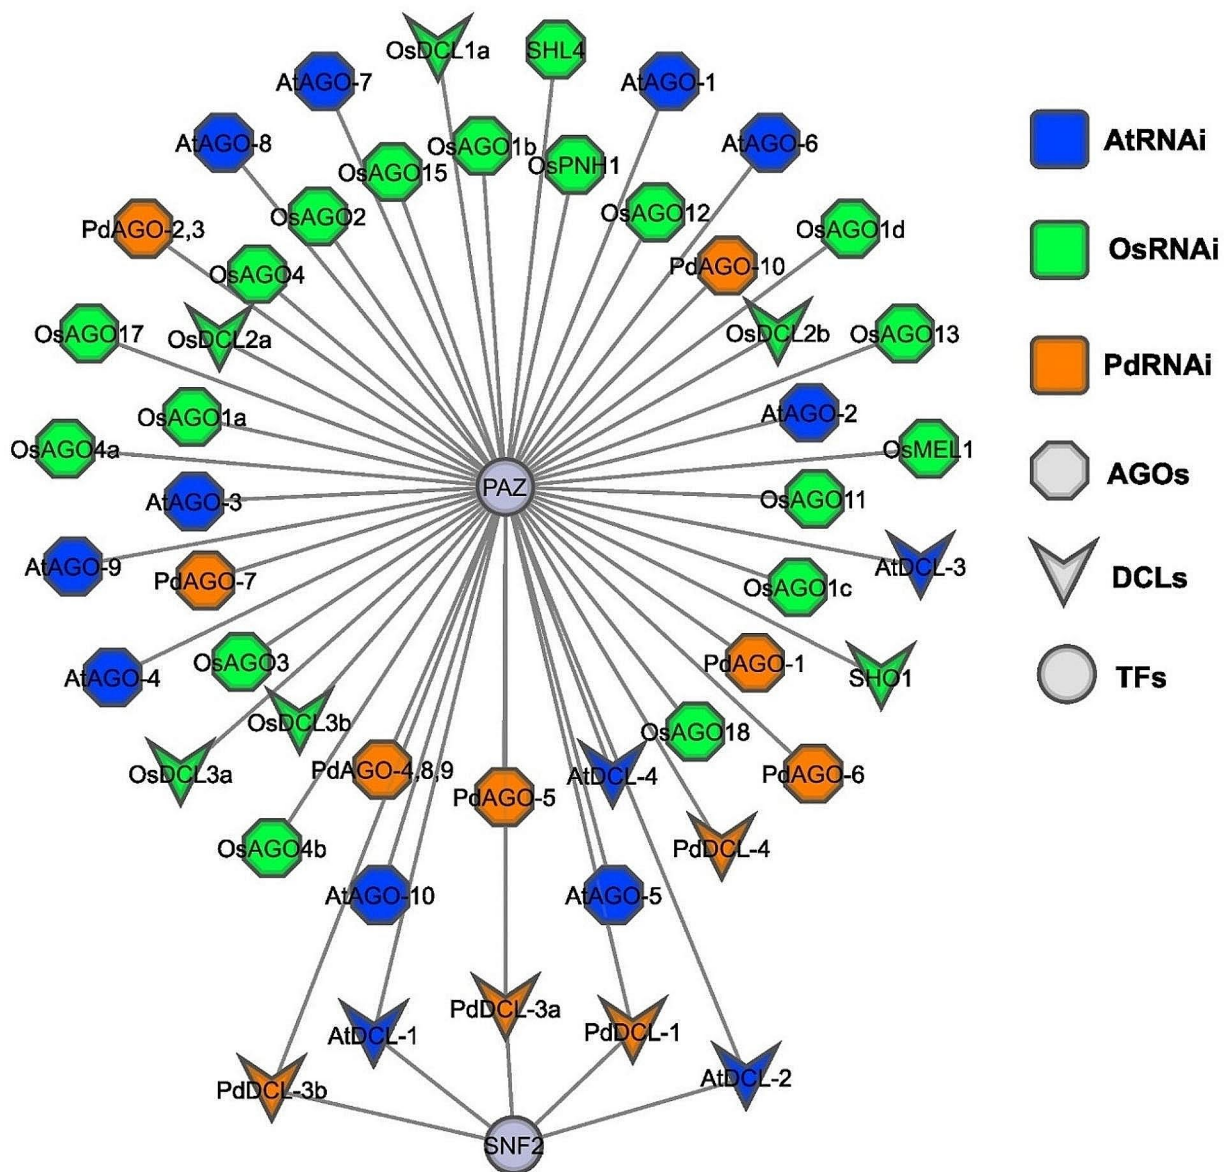 OsDCL1a
SHL4
AtAGO-7
AtAGO-1
AtAGO-8
OsAGO1b
AtAGO-6
OsAGO15
OsPNH1
OsAGO2
OsAGO12
PdAGO-2,3
OsAGO1d
OsAGO4
PdAGO-10
OsAGO17
OsDCL2a
OsDCL2b
OsAGO13
OsAGO1a
AtAGO-2
OsAGO4a
OsMEL1
PAZ
AtAGO-3
OsAGO11
AtAGO-9
PdAGO-7
OsAGO1c
AtDCL-3
AtAGO-4
OsAGO3
PdAGO-1
SHO1
OsDCL3b
OsAGO18
OsDCL3a
PdAGO-4,8,9
AtDCL-4
PdAGO-6
PdAGO-5
OsAGO4b
PdDCL-4
AtAGO-10
AtAGO-5
PdDCL-3a
AtDCL-1
PdDCL-1
PdDCL-3b
AtDCL-2
SNF2
AtRNAi
OsRNAi
PdRNAi
AGOs
DCLs
TFs